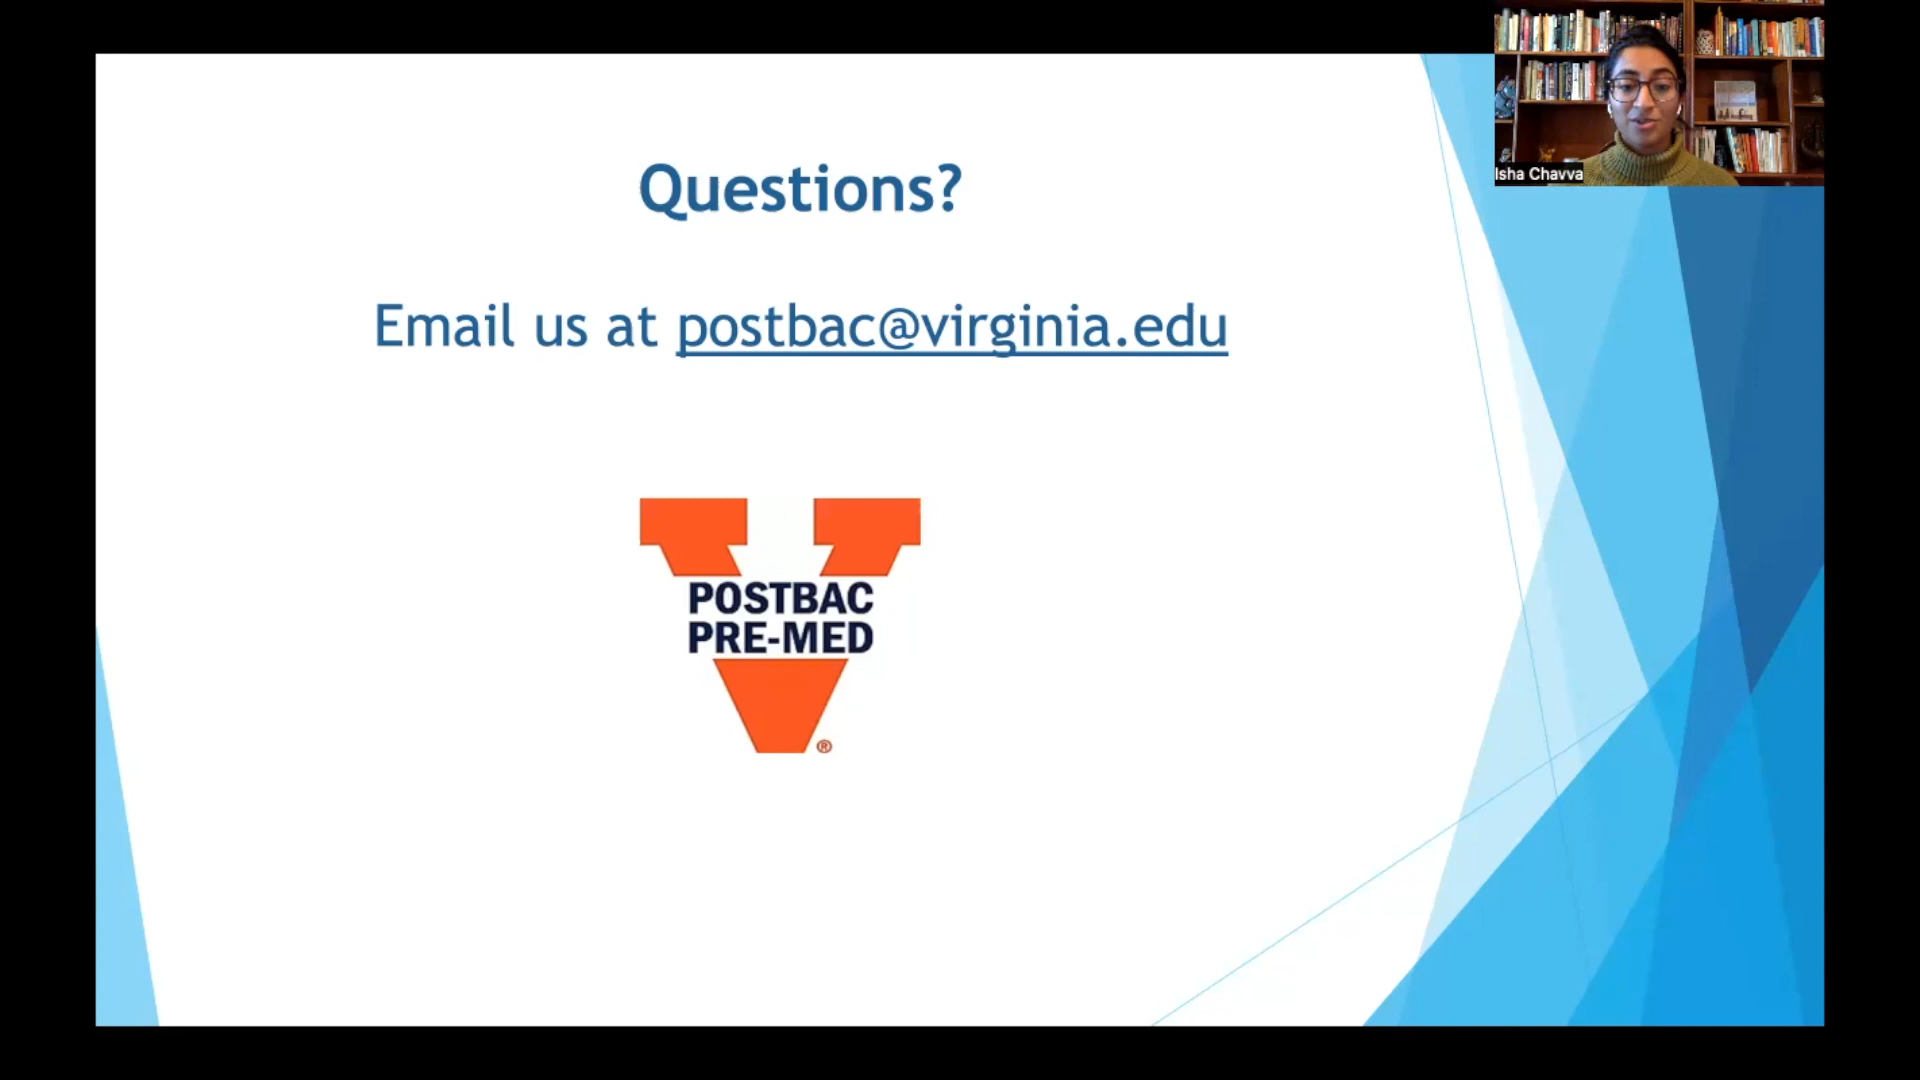 Isha Chavva
Questions?
Email us at postbac@virginia.edu
POSTBAC
PRE-MED
®